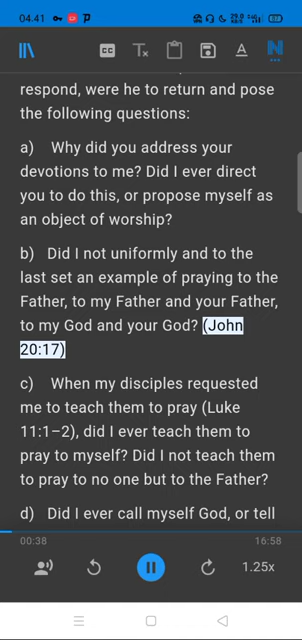 04.41
respond, were he to return and pose
the following questions:
a) Why did you address your
devotions to me? Did I ever direct
you to do this, or propose myself as
an object of worship?
b) Did I not uniformly and to the
last set an example of praying to the
Father, to my Father and your Father,
to my God and your God? (John
20:17)
c) When my disciples requested
me to teach them to pray (Luke
11:1–2), did I ever teach them to
pray to myself? Did I not teach them
to pray to no one but to the Father?
d) Did I ever call myself God, or tell
00:38 16:58
1.25x